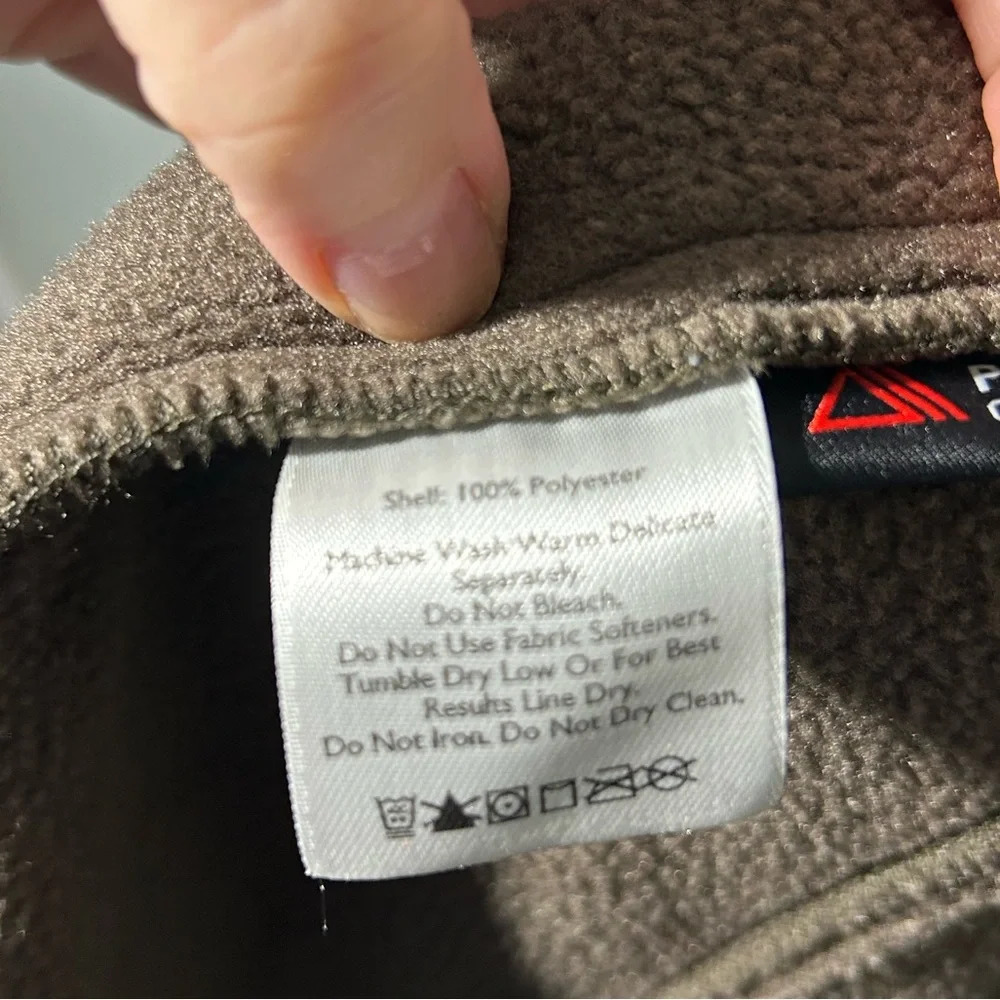 Shell: 100% Polyester
Machine Wash Warm Delicate
Separately.
Do Not Bleach.
Do Not Use Fabric Softeners.
Tumble Dry Low Or For Best
Results Line Dry.
Do Not Iron. Do Not Dry Clean.